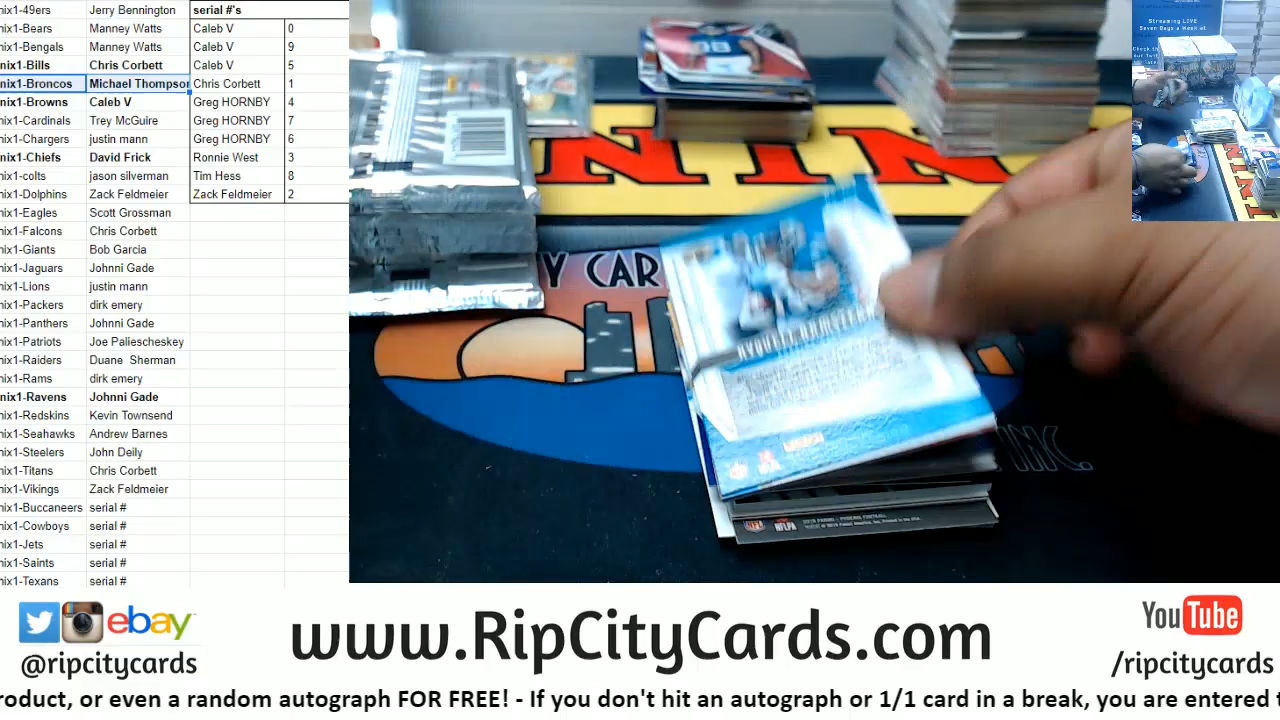 nix1-49ers Jerry Bennington serial #'s
nix1-Bears Manney Watts Caleb V 0
nix1-Bengals Manney Watts Caleb V 9
nix1-Bills Chris Corbett Caleb V 5
nix1-Broncos Michael Thompson Chris Corbett 1
nix1-Browns Caleb V Greg HORNBY 4
nix1-Cardinals Trey McGuire Greg HORNBY 7
nix1-Chargers justin mann Greg HORNBY 6
nix1-Chiefs David Frick Ronnie West 3
nix1-colts jason silverman Tim Hess 8
nix1-Dolphins Zack Feldmeier Zack Feldmeier 2
nix1-Eagles Scott Grossman
nix1-Falcons Chris Corbett
nix1-Giants Bob Garcia
nix1-Jaguars Johnni Gade
nix1-Lions justin mann
nix1-Packers dirk emery
nix1-Panthers Johnni Gade
nix1-Patriots Joe Paliescheskey
nix1-Raiders Duane Sherman
nix1-Rams dirk emery
nix1-Ravens Johnni Gade
nix1-Redskins Kevin Townsend
nix1-Seahawks Andrew Barnes
nix1-Steelers John Deily
nix1-Titans Chris Corbett
nix1-Vikings Zack Feldmeier
nix1-Buccaneers serial #
nix1-Cowboys serial #
nix1-Jets serial #
nix1-Saints serial #
nix1-Texans serial #
Streaming LIVE
Seven Days a Week at
Y CAR
INC.
NFLPA
ebay
@ripcitycards
www.RipCityCards.com
YouTube
/ripcitycards
roduct, or even a random autograph FOR FREE! - If you don't hit an autograph or 1/1 card in a break, you are entered t